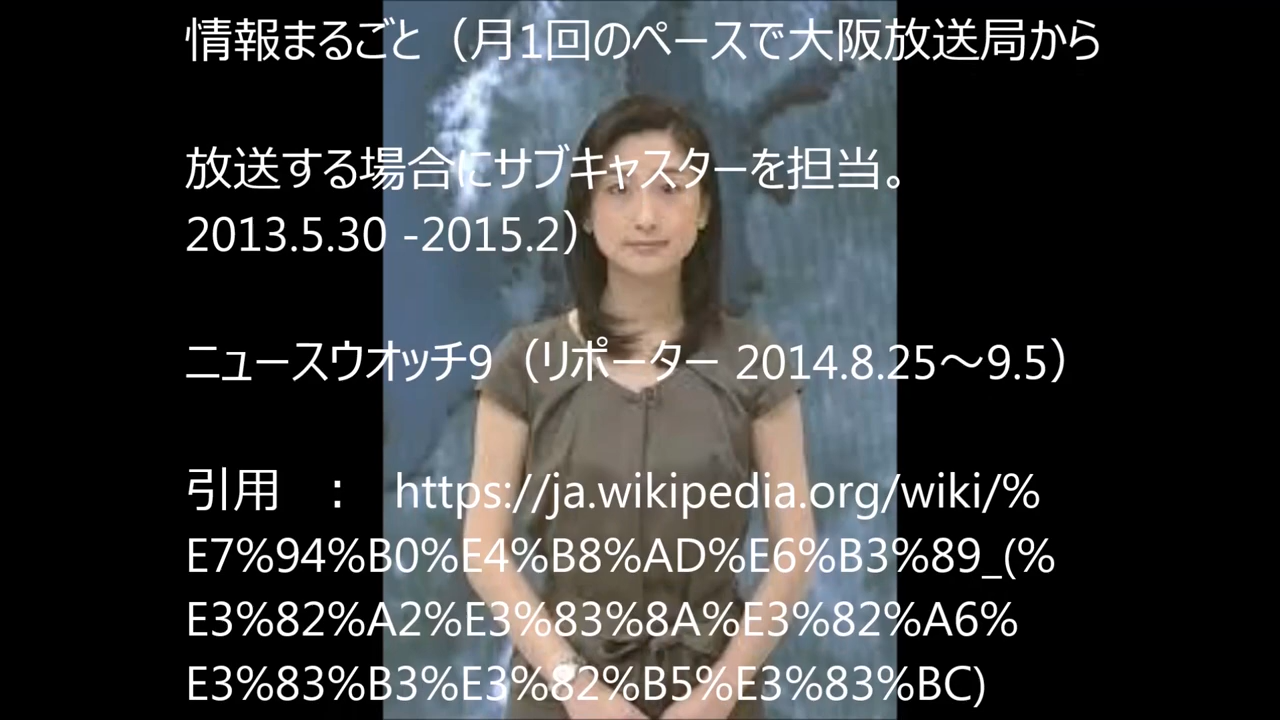 情報まるごと（月1回のペースで大阪放送局から
放送する場合にサブキャスターを担当。
2013.5.30 -2015.2）
ニュースウオッチ9（リポーター 2014.8.25～9.5）
引用　：　https://ja.wikipedia.org/wiki/%
E7%94%B0%E4%B8%AD%E6%B3%89_(%
E3%82%A2%E3%83%8A%E3%82%A6%
E3%83%B3%E3%82%B5%E3%83%BC)